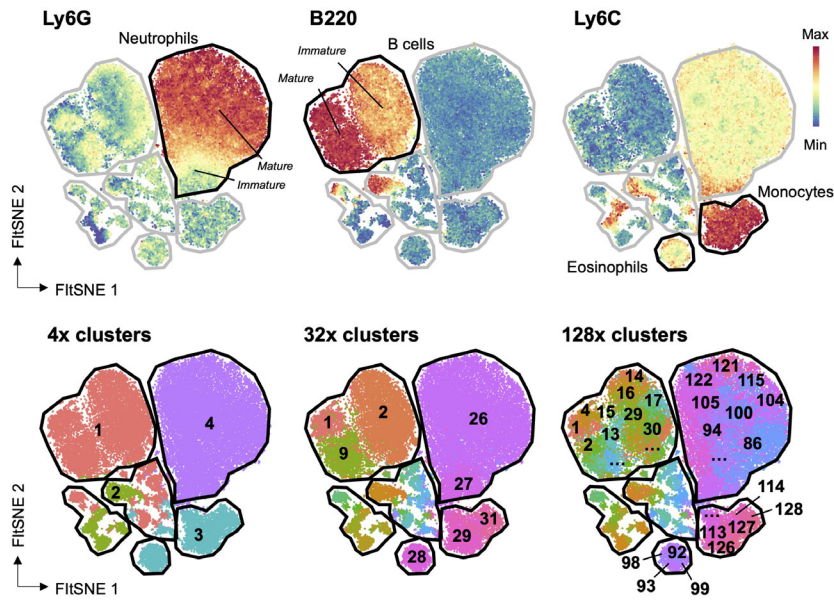 Ly6G
B220
Ly6C
Neutrophils
Mature
Immature
Immature
B cells
Mature
Max
Min
Monocytes
Eosinophils
FltSNE 2
FltSNE 1
4x clusters
32x clusters
128x clusters
1
4
2
3
1
2
9
26
27
31
29
28
14
16
4
15
17
1
29
2
13
30
...
121
122
115
105
104
100
94
86
...
114
...
128
113
127
126
98
92
93
99
FltSNE 2
FltSNE 1